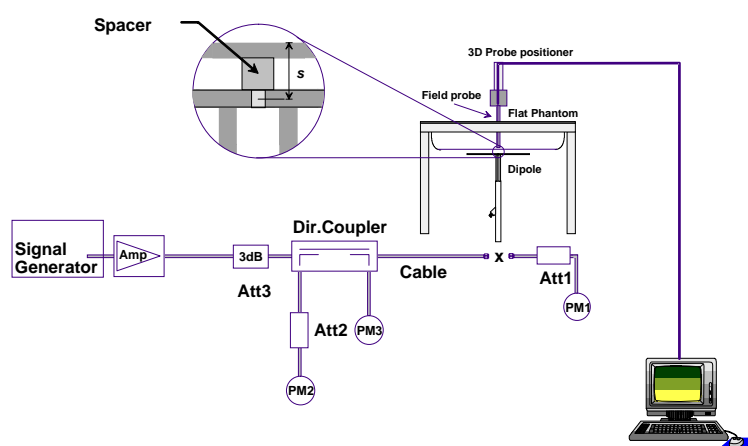 Spacer
s
3D Probe positioner
Field probe
Flat Phantom
Dipole
Dir.Coupler
Signal
Generator
Amp
3dB
Att3
Cable
x
Att1
PM1
Att2
PM3
PM2